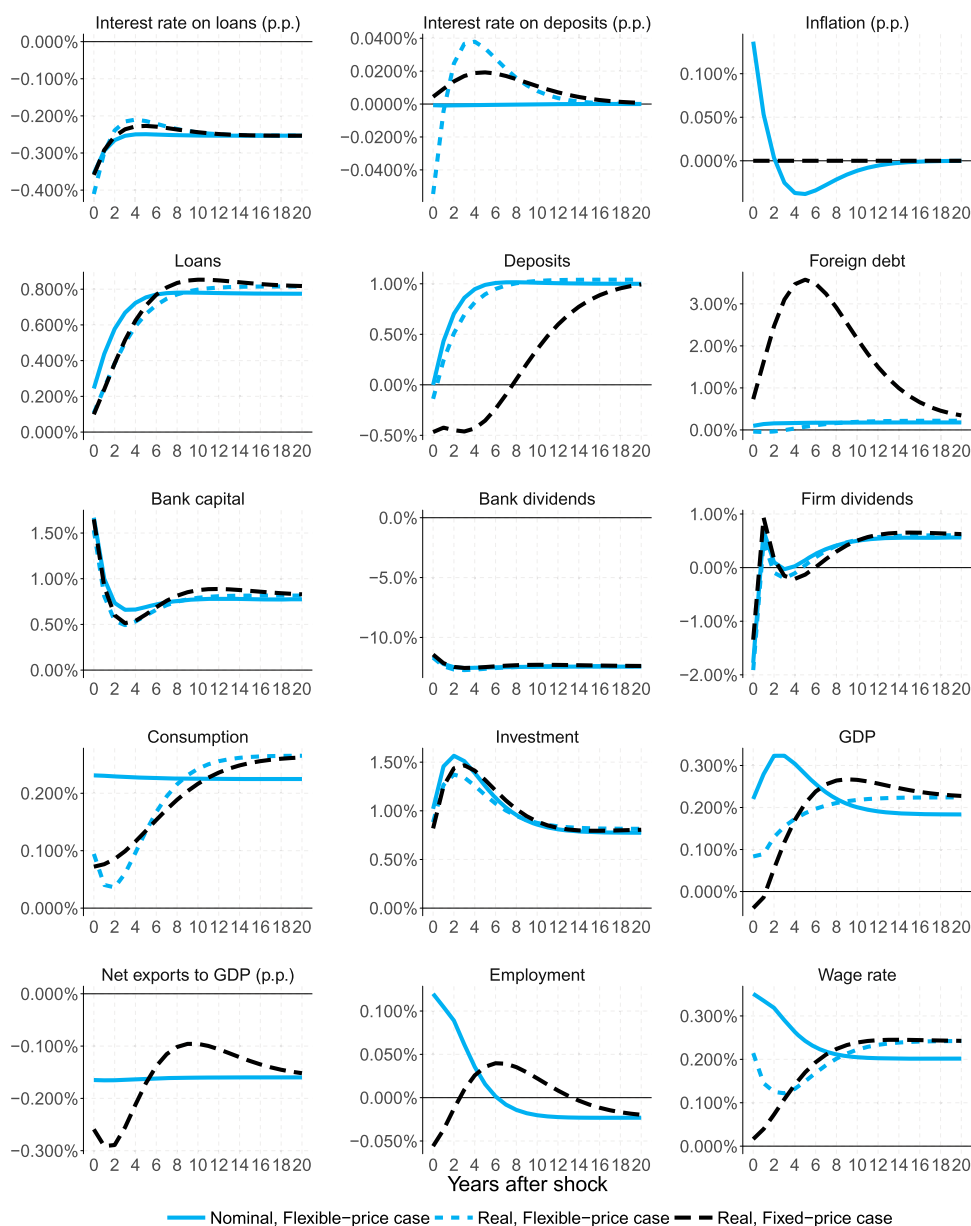 Interest rate on loans (p.p.)
0.000%
−0.100%
−0.200%
−0.300%
−0.400%
0 2 4 6 8 10 12 14 16 18 20
Interest rate on deposits (p.p.)
0.0400%
0.0200%
0.0000%
−0.0200%
−0.0400%
0 2 4 6 8 10 12 14 16 18 20
Inflation (p.p.)
0.100%
0.050%
0.000%
0 2 4 6 8 10 12 14 16 18 20
Loans
0.800%
0.600%
0.400%
0.200%
0.000%
0 2 4 6 8 10 12 14 16 18 20
Deposits
1.00%
0.50%
0.00%
−0.50%
0 2 4 6 8 10 12 14 16 18 20
Foreign debt
3.00%
2.00%
1.00%
0.00%
0 2 4 6 8 10 12 14 16 18 20
Bank capital
1.50%
1.00%
0.50%
0.00%
0 2 4 6 8 10 12 14 16 18 20
Bank dividends
0.0%
−5.0%
−10.0%
0 2 4 6 8 10 12 14 16 18 20
Firm dividends
1.00%
0.00%
−1.00%
−2.00%
0 2 4 6 8 10 12 14 16 18 20
Consumption
0.200%
0.100%
0.000%
0 2 4 6 8 10 12 14 16 18 20
Investment
1.50%
1.00%
0.50%
0.00%
0 2 4 6 8 10 12 14 16 18 20
GDP
0.300%
0.200%
0.100%
0.000%
0 2 4 6 8 10 12 14 16 18 20
Net exports to GDP (p.p.)
0.000%
−0.100%
−0.200%
−0.300%
0 2 4 6 8 10 12 14 16 18 20
Employment
0.100%
0.050%
0.000%
−0.050%
0 2 4 6 8 10 12 14 16 18 20
Wage rate
0.300%
0.200%
0.100%
0.000%
0 2 4 6 8 10 12 14 16 18 20
Years after shock
Nominal, Flexible−price case Real, Flexible−price case Real, Fixed−price case